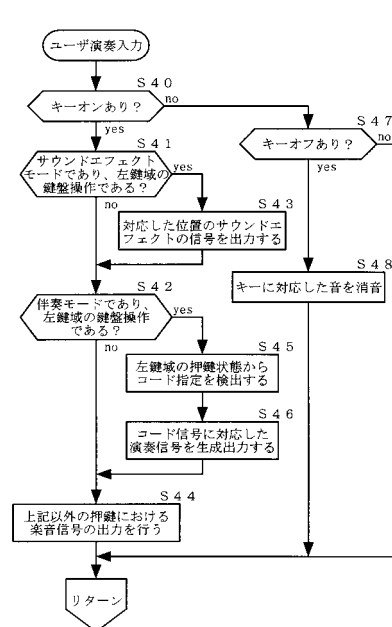 ユーザ演奏入力
S40
キーオンあり？
no
yes
S47
キーオフあり？
no
yes
S41
サウンドエフェクト
モードであり、左鍵域の
鍵盤操作である？
yes
no
S43
対応した位置のサウンドエ
フェクトの信号を出力する
S48
キーに対応した音を消音
S42
伴奏モードであり、
左鍵域の鍵盤操作
である？
yes
no
S45
左鍵域の押鍵状態から
コード指定を検出する
S46
コード信号に対応した
演奏信号を生成出力する
S44
上記以外の押鍵における
楽音信号の出力を行う
リターン